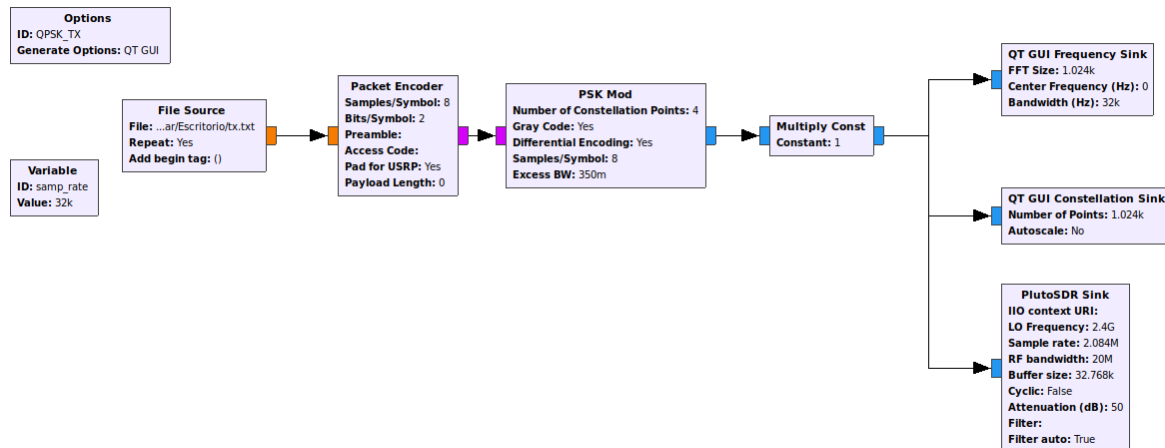 Options
ID: QPSK_TX
Generate Options: QT GUI
Variable
ID: samp_rate
Value: 32k
File Source
File: ...ar/Escritorio/tx.txt
Repeat: Yes
Add begin tag: ()
Packet Encoder
Samples/Symbol: 8
Bits/Symbol: 2
Preamble:
Access Code:
Pad for USRP: Yes
Payload Length: 0
PSK Mod
Number of Constellation Points: 4
Gray Code: Yes
Differential Encoding: Yes
Samples/Symbol: 8
Excess BW: 350m
Multiply Const
Constant: 1
QT GUI Frequency Sink
FFT Size: 1.024k
Center Frequency (Hz): 0
Bandwidth (Hz): 32k
QT GUI Constellation Sink
Number of Points: 1.024k
Autoscale: No
PlutoSDR Sink
IIO context URI:
LO Frequency: 2.4G
Sample rate: 2.084M
RF bandwidth: 20M
Buffer size: 32.768k
Cyclic: False
Attenuation (dB): 50
Filter:
Filter auto: True